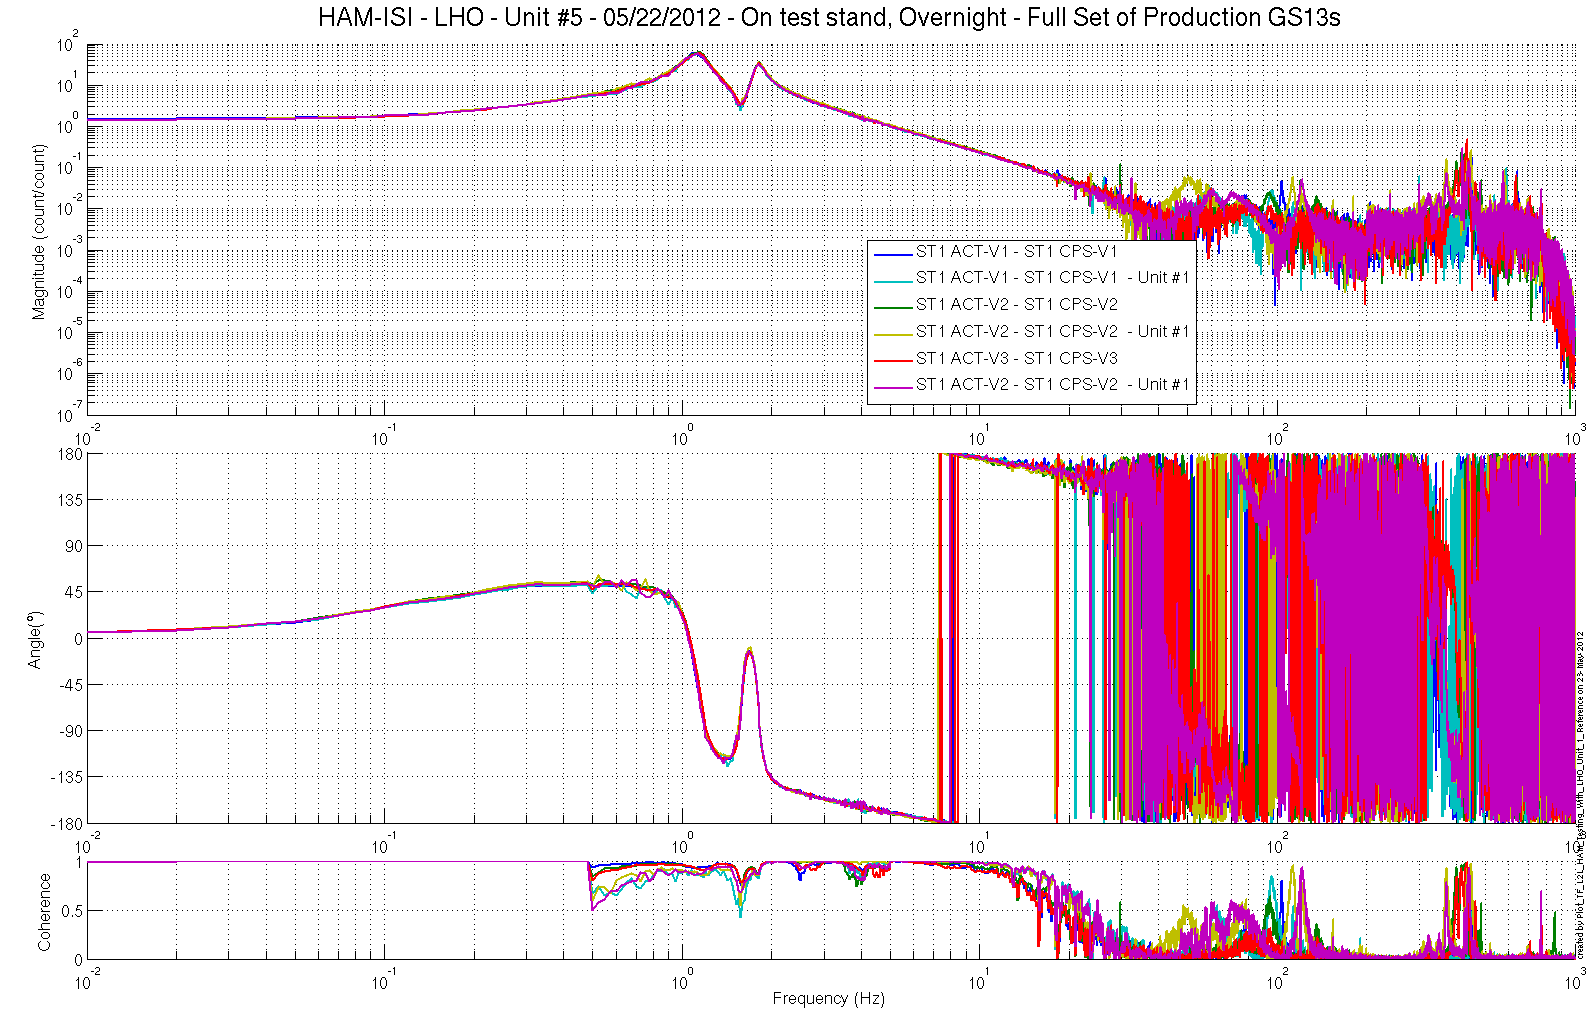 HAM-ISI - LHO - Unit #5 - 05/22/2012 - On test stand, Overnight - Full Set of Production GS13s
10^2
10^1
10^0
10^-1
10^-2
10^-3
10^-4
10^-5
10^-6
10^-7
Magnitude (count/count)
ST1 ACT-V1 - ST1 CPS-V1
ST1 ACT-V1 - ST1 CPS-V1 - Unit #1
ST1 ACT-V2 - ST1 CPS-V2
ST1 ACT-V2 - ST1 CPS-V2 - Unit #1
ST1 ACT-V3 - ST1 CPS-V3
ST1 ACT-V2 - ST1 CPS-V2 - Unit #1
10^-2 10^-1 10^0 10^1 10^2 10^3
180
135
90
45
0
-45
-90
-135
-180
Angle(°)
10^-2 10^-1 10^0 10^1 10^2 10^3
1
0.5
0
Coherence
10^-2 10^-1 10^0 10^1 10^2 10^3
Frequency (Hz)
created by Plot_TF_L2L_HAM_Testing_with_LHO_Unit_1_Reference on 23-May-2012